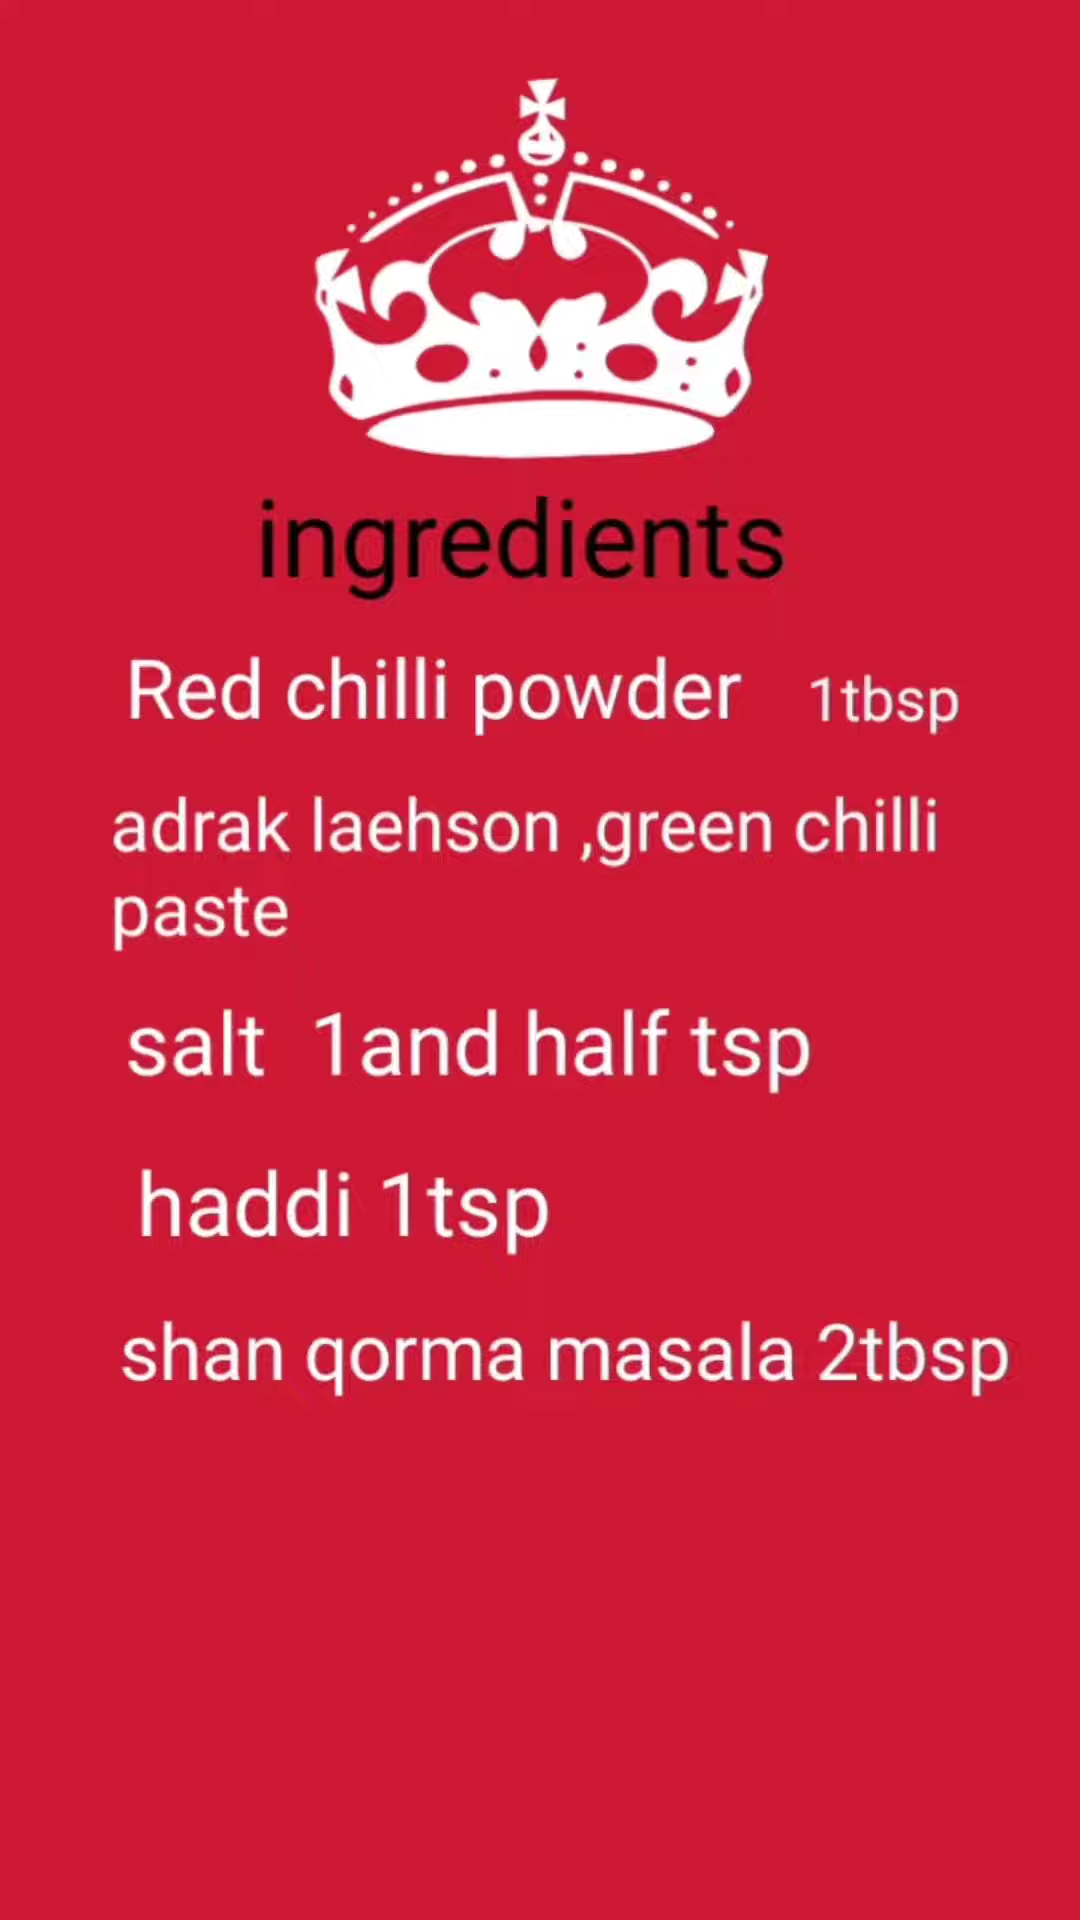 ingredients
Red chilli powder 1tbsp
adrak laehson ,green chilli
paste
salt 1and half tsp
haddi 1tsp
shan qorma masala 2tbsp